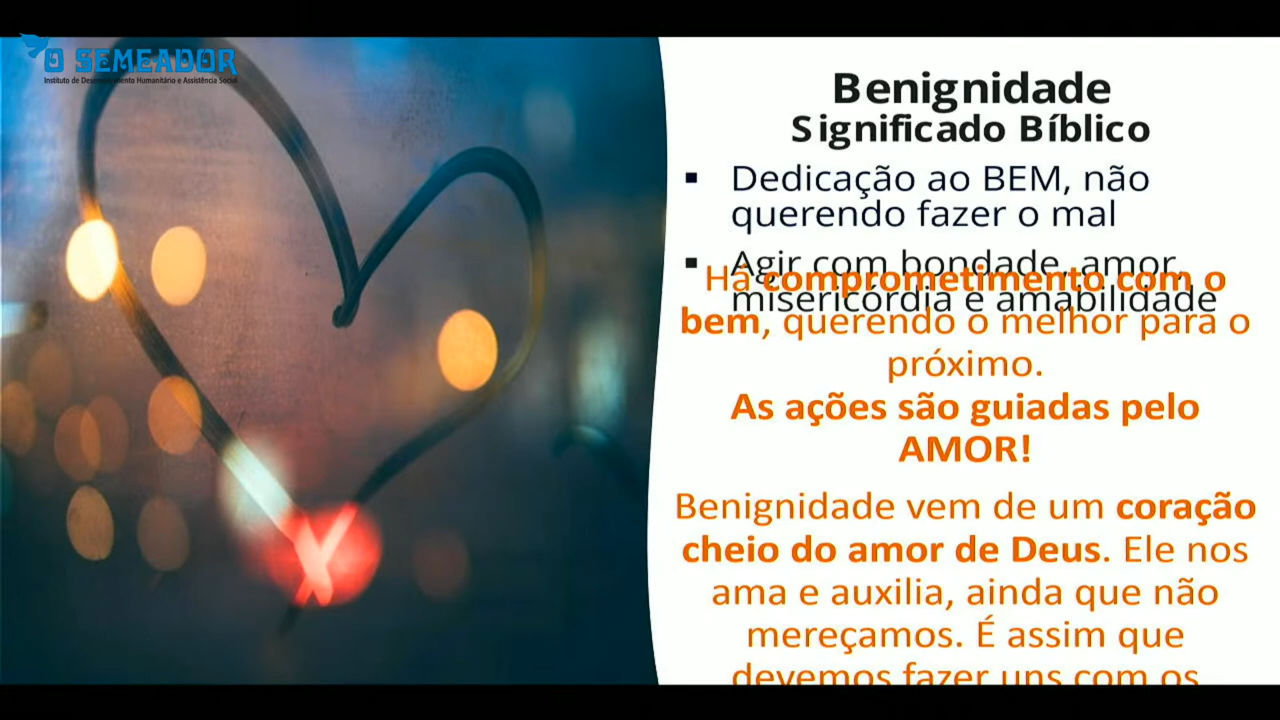 O SEMEADOR
Instituto de Desenvolvimento Humanitário e Assistência Social
Benignidade
Significado Bíblico
▪ Dedicação ao BEM, não
querendo fazer o mal
▪ Agir com bondade, amor,
misericórdia e amabilidade
Há comprometimento com o
bem, querendo o melhor para o
próximo.
As ações são guiadas pelo
AMOR!
Benignidade vem de um coração
cheio do amor de Deus. Ele nos
ama e auxilia, ainda que não
mereçamos. É assim que
devemos fazer uns com os